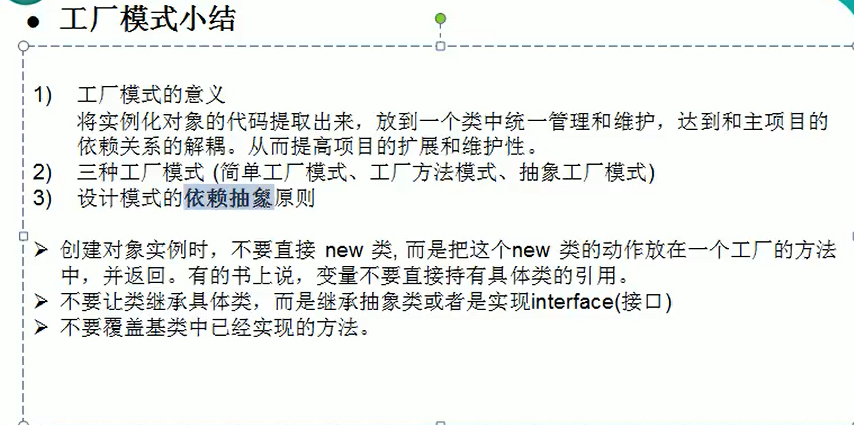 ● 工厂模式小结
1) 工厂模式的意义
将实例化对象的代码提取出来，放到一个类中统一管理和维护，达到和主项目的
依赖关系的解耦。从而提高项目的扩展和维护性。
2) 三种工厂模式 (简单工厂模式、工厂方法模式、抽象工厂模式)
3) 设计模式的依赖抽象原则
➢ 创建对象实例时，不要直接 new 类, 而是把这个new 类的动作放在一个工厂的方法
中，并返回。有的书上说，变量不要直接持有具体类的引用。
➢ 不要让类继承具体类，而是继承抽象类或者是实现interface(接口)
➢ 不要覆盖基类中已经实现的方法。